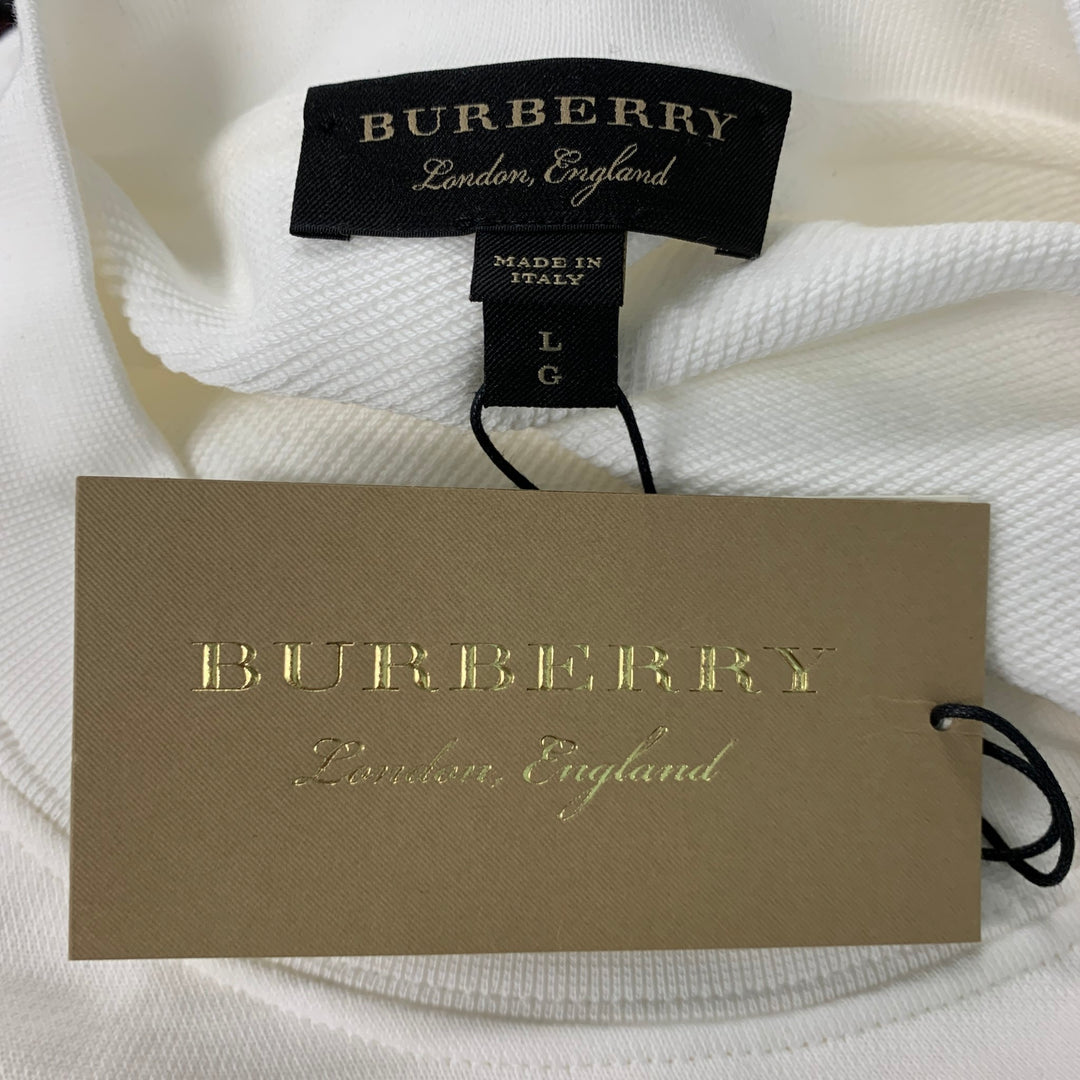 BURBERRY
London, England
MADE IN
ITALY
L
G
BURBERRY
London, England